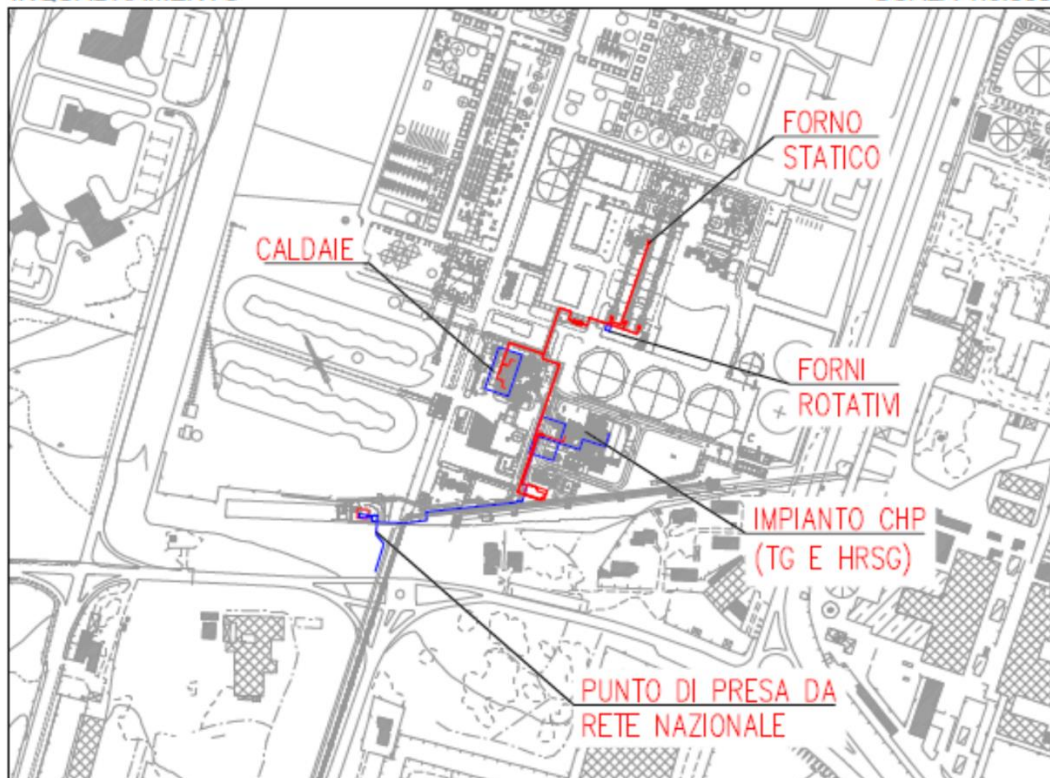 FORNO
STATICO
CALDAIE
FORNI
ROTATIVI
IMPIANTO CHP
(TG E HRSG)
PUNTO DI PRESA DA
RETE NAZIONALE